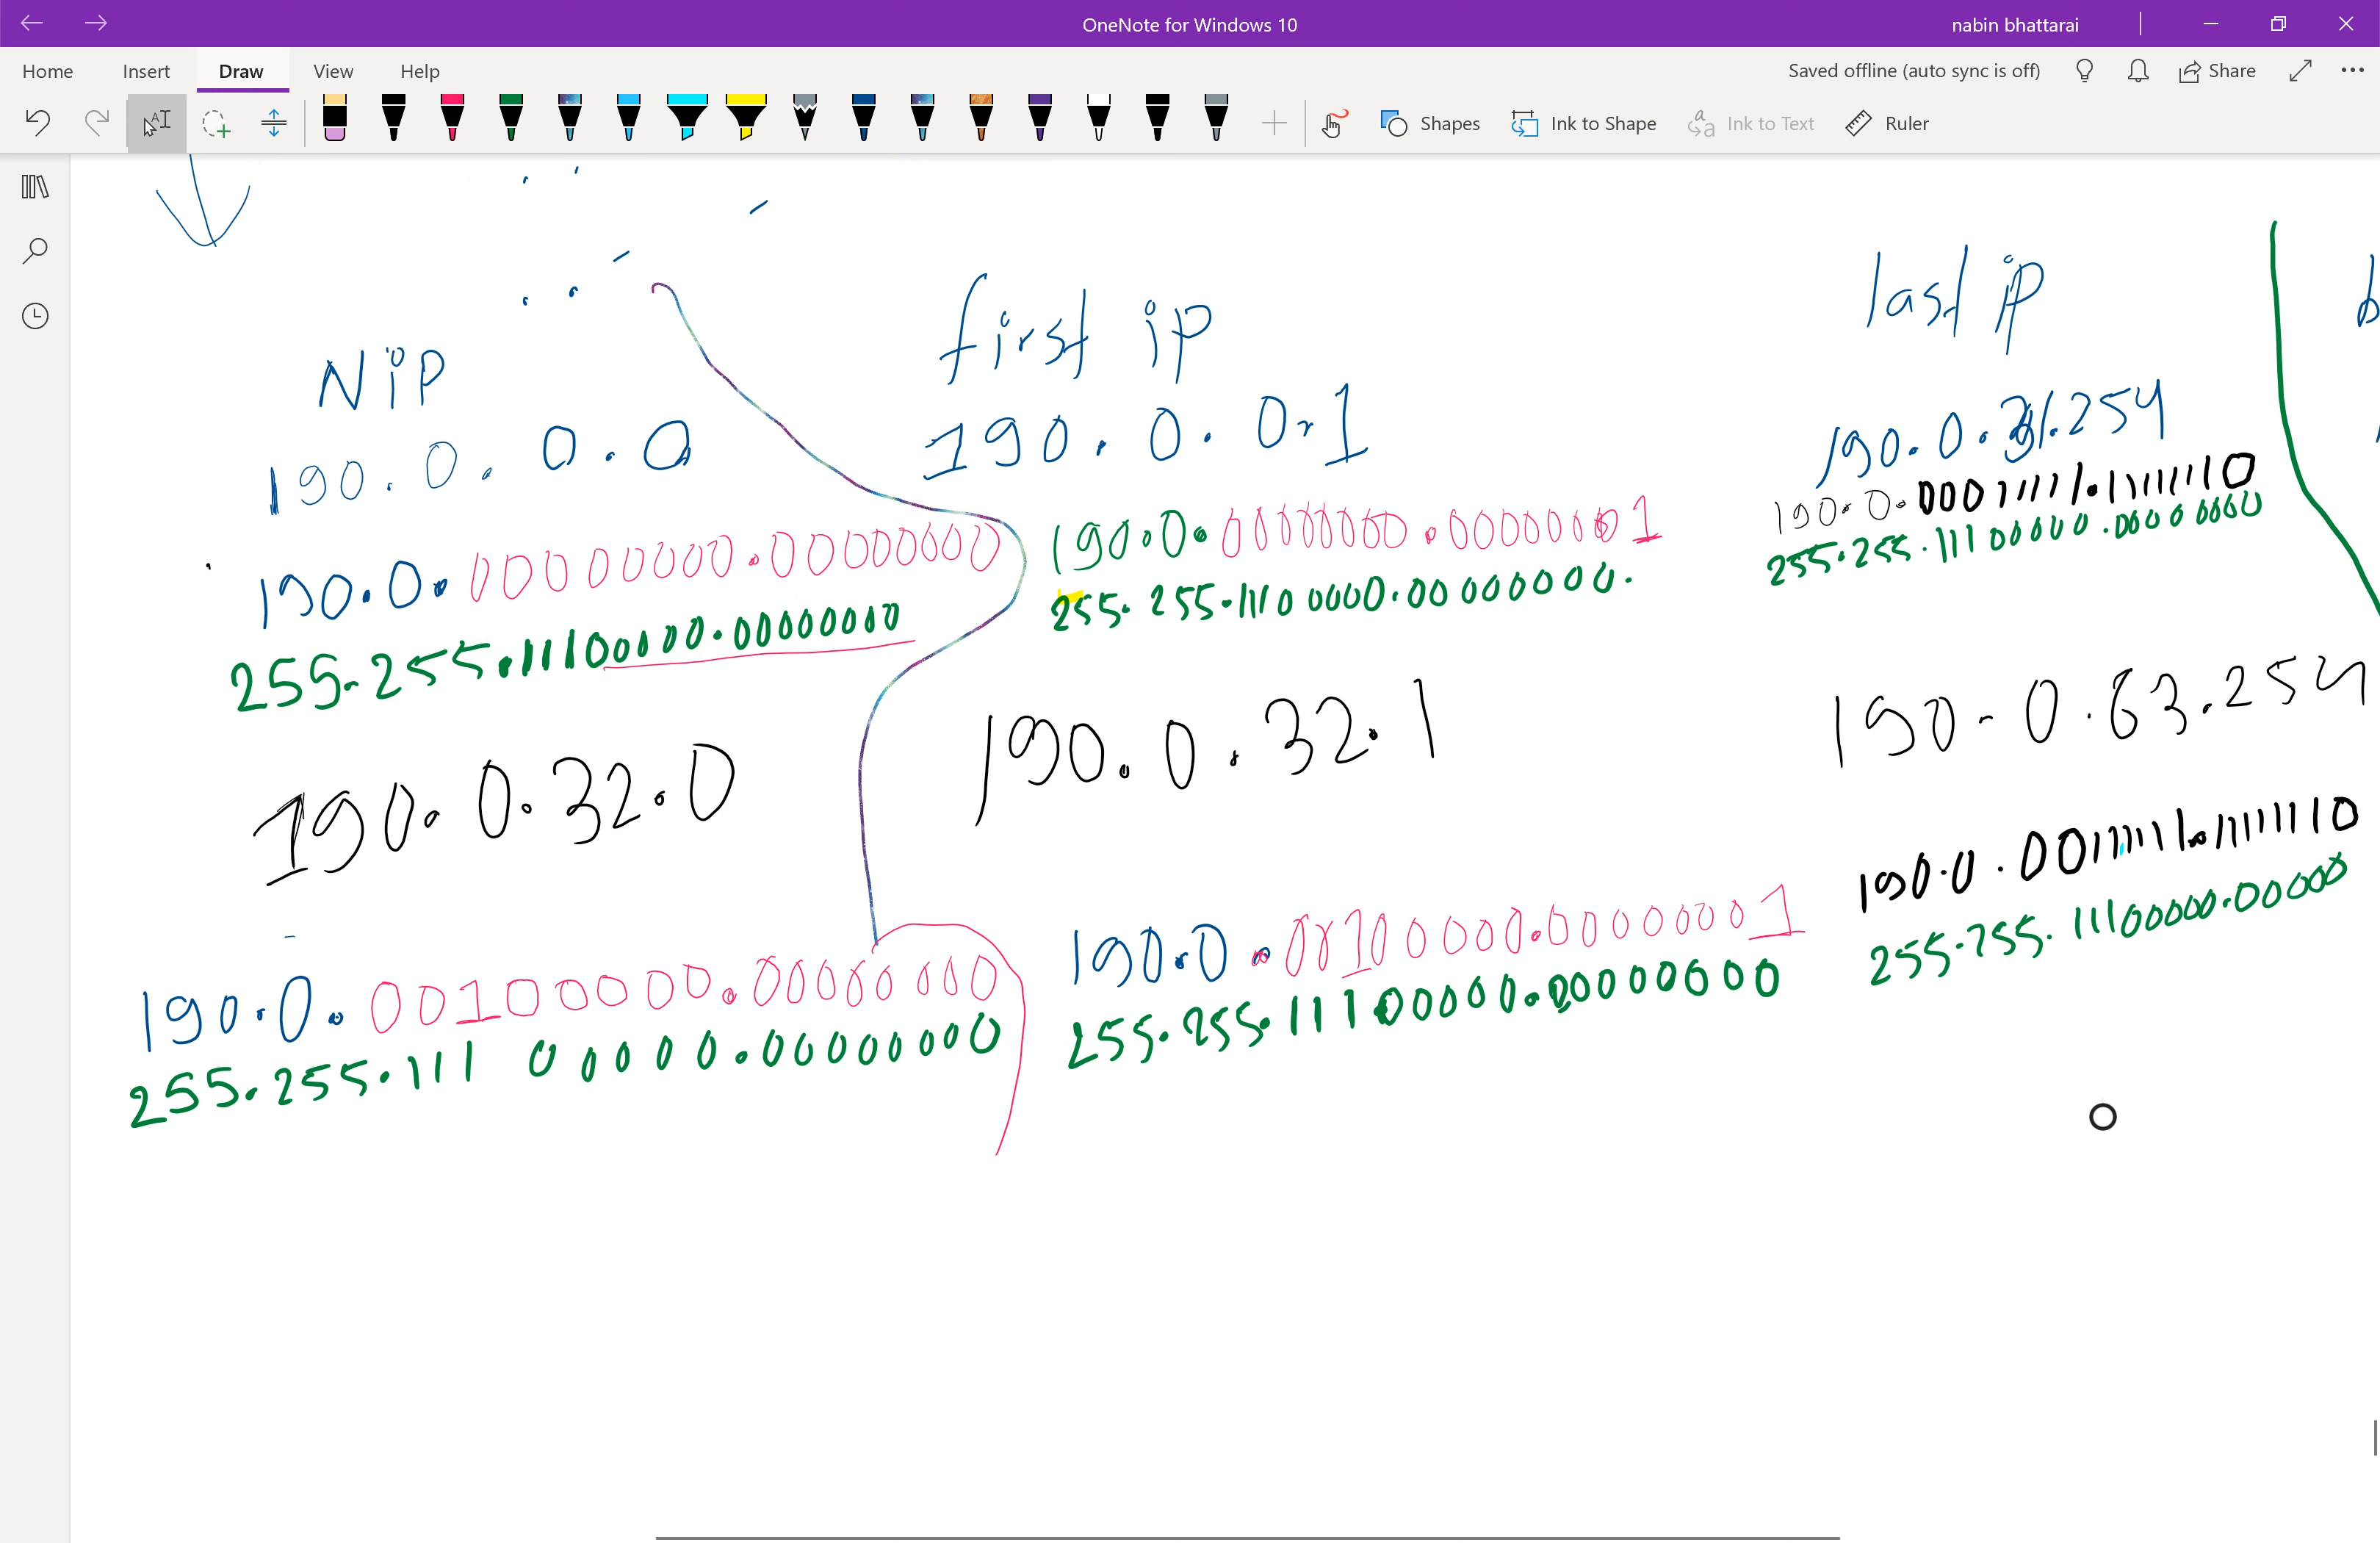 OneNote for Windows 10
nabin bhattarai
Home Insert Draw View Help
Saved offline (auto sync is off)
Share
Shapes Ink to Shape Ink to Text Ruler
NiP
first ip
last ip
190.0.0.0
190.0.0.1
190.0.31.254
190.0.00000000.00000000
190.0.00000000.00000001
190.0.00011111.11111110
255.255.11100000.00000000
255.255.11100000.00000000.
255.255.11100000.00000000
190.0.32.0
190.0.32.1
190.0.63.254
190.0.00100000.00000000
190.0.00100000.00000001
190.0.00111111.11111110
255.255.11100000.00000000
255.255.11100000.00000000
255.255.11100000.00000